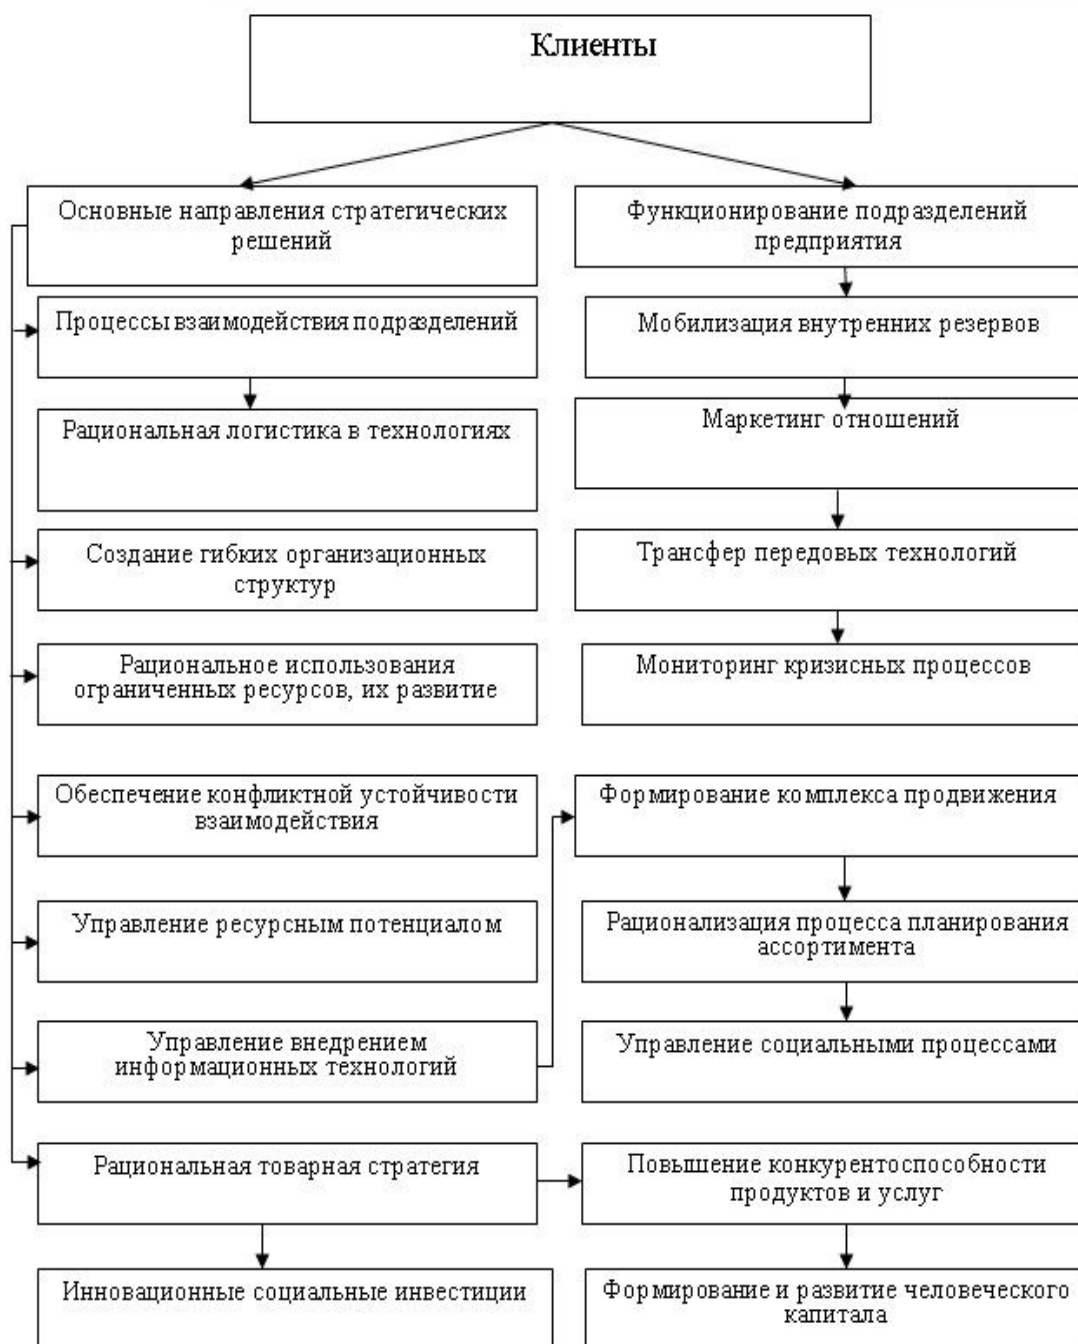 Клиенты
Основные направления стратегических
решений
Функционирование подразделений
предприятия
Процессы взаимодействия подразделений
Мобилизация внутренних резервов
Рациональная логистика в технологиях
Маркетинг отношений
Создание гибких организационных
структур
Трансфер передовых технологий
Рациональное использования
ограниченных ресурсов, их развитие
Мониторинг кризисных процессов
Обеспечение конфликтной устойчивости
взаимодействия
Формирование комплекса продвижения
Управление ресурсным потенциалом
Рационализация процесса планирования
ассортимента
Управление внедрением
информационных технологий
Управление социальными процессами
Рациональная товарная стратегия
Повышение конкурентоспособности
продуктов и услуг
Инновационные социальные инвестиции
Формирование и развитие человеческого
капитала